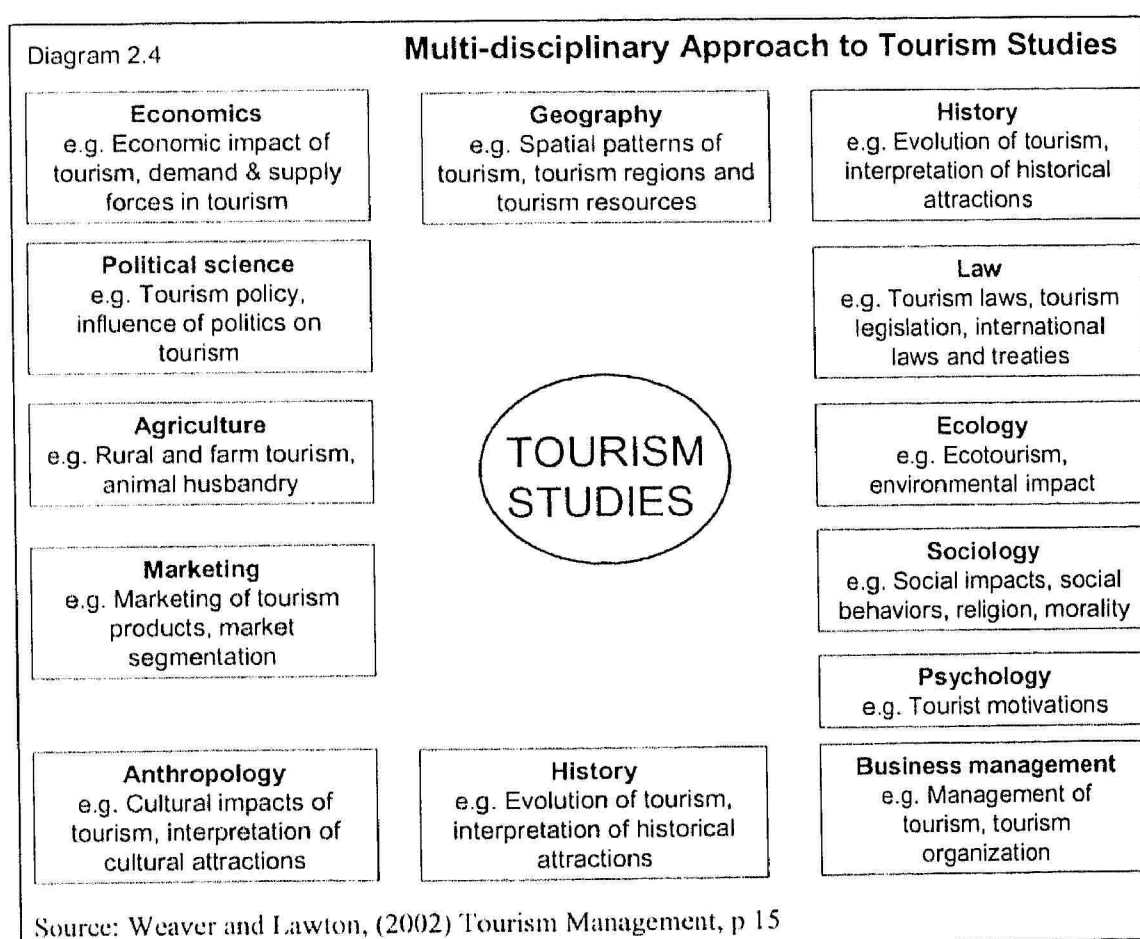 Diagram 2.4
Multi-disciplinary Approach to Tourism Studies
Economics
e.g. Economic impact of
tourism, demand & supply
forces in tourism
Geography
e.g. Spatial patterns of
tourism, tourism regions and
tourism resources
History
e.g. Evolution of tourism,
interpretation of historical
attractions
Political science
e.g. Tourism policy,
influence of politics on
tourism
Law
e.g. Tourism laws, tourism
legislation, international
laws and treaties
Agriculture
e.g. Rural and farm tourism,
animal husbandry
TOURISM
STUDIES
Ecology
e.g. Ecotourism,
environmental impact
Marketing
e.g. Marketing of tourism
products, market
segmentation
Sociology
e.g. Social impacts, social
behaviors, religion, morality
Psychology
e.g. Tourist motivations
Anthropology
e.g. Cultural impacts of
tourism, interpretation of
cultural attractions
History
e.g. Evolution of tourism,
interpretation of historical
attractions
Business management
e.g. Management of
tourism, tourism
organization
Source: Weaver and Lawton, (2002) Tourism Management, p 15